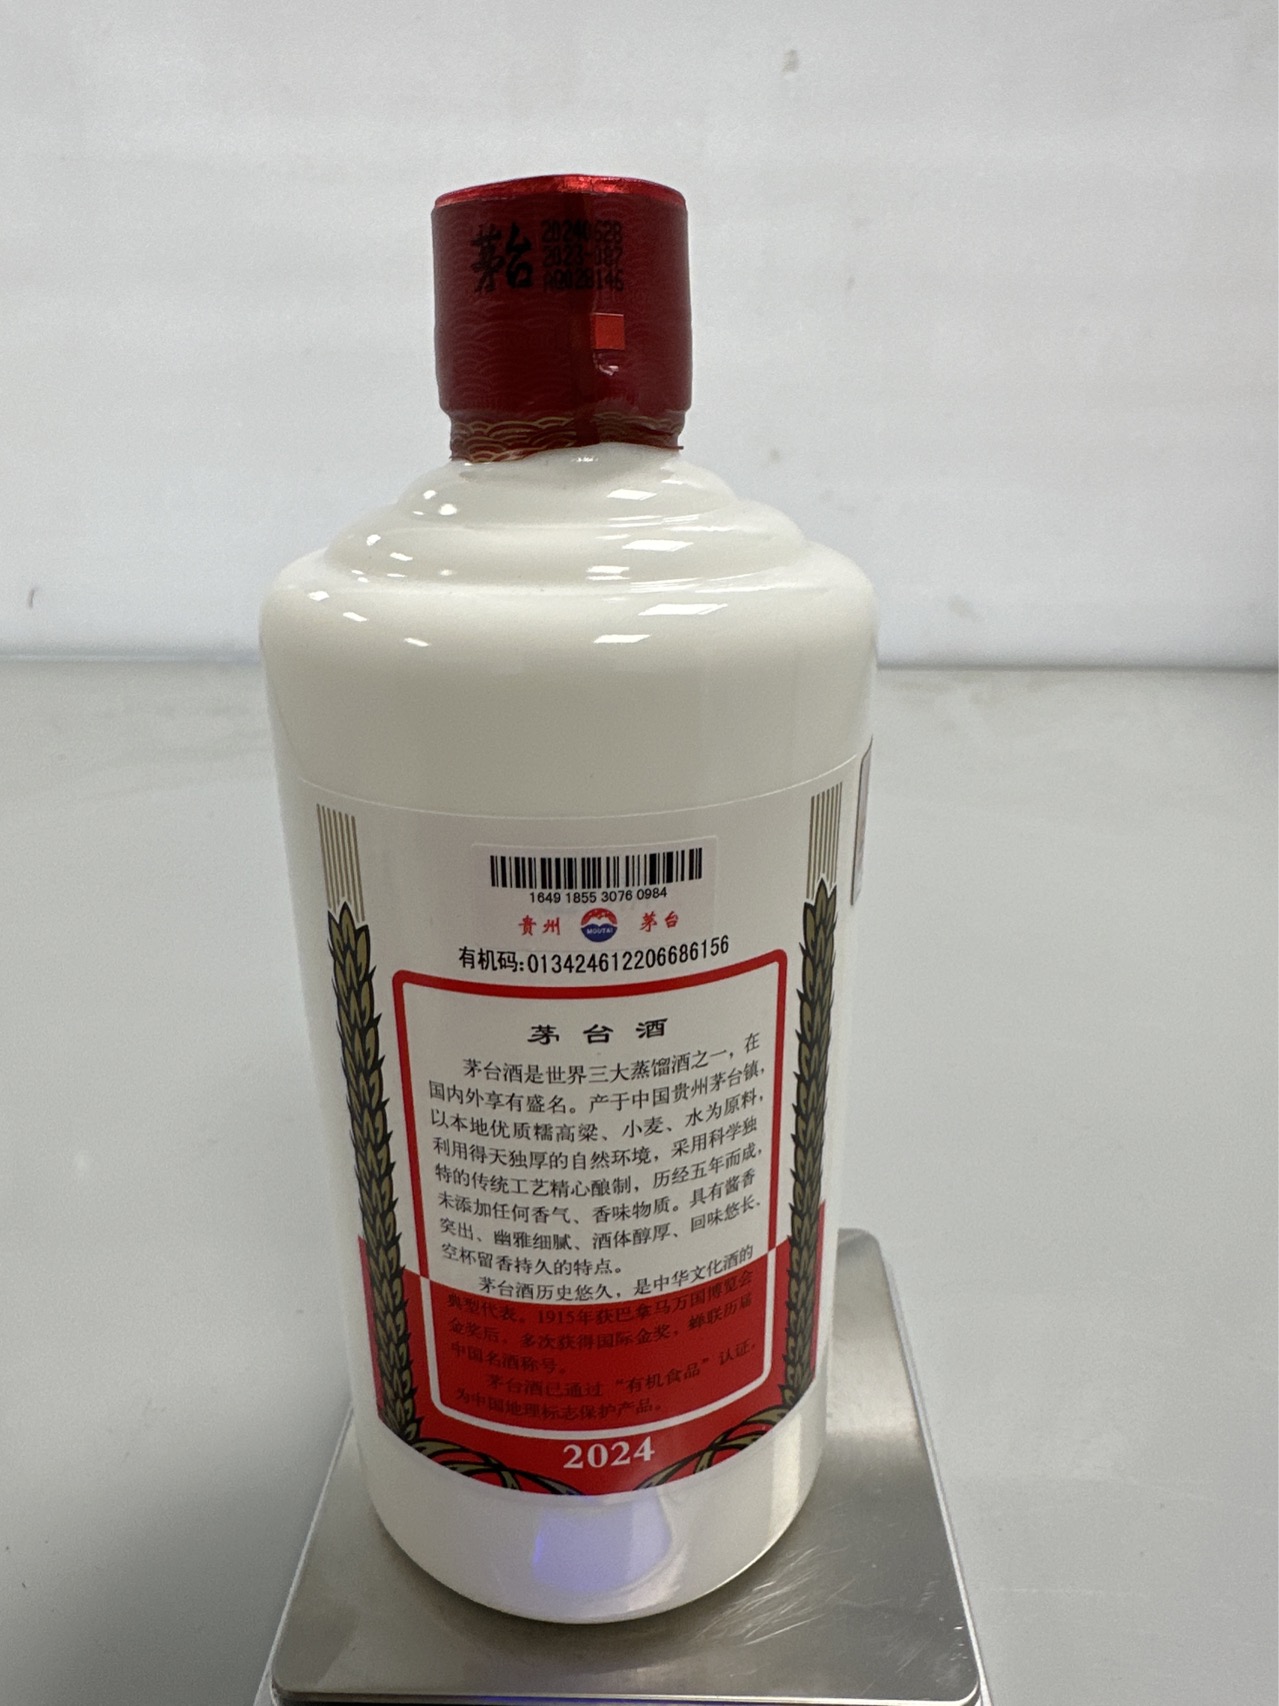 茅台
20240628
2023-187
A9028146
1649 1855 3076 0984
贵州 MOUTAI 茅台
有机码:013424612206686156
茅台酒
茅台酒是世界三大蒸馏酒之一，在
国内外享有盛名。产于中国贵州茅台镇，
以本地优质糯高粱、小麦、水为原料，
利用得天独厚的自然环境，采用科学独
特的传统工艺精心酿制，历经五年而成，
未添加任何香气、香味物质。具有酱香
突出、幽雅细腻、酒体醇厚、回味悠长、
空杯留香持久的特点。
茅台酒历史悠久，是中华文化酒的
典型代表。1915年获巴拿马万国博览会
金奖后，多次获得国际金奖，蝉联历届
中国名酒称号。
茅台酒已通过“有机食品”认证，
为中国地理标志保护产品。
2024